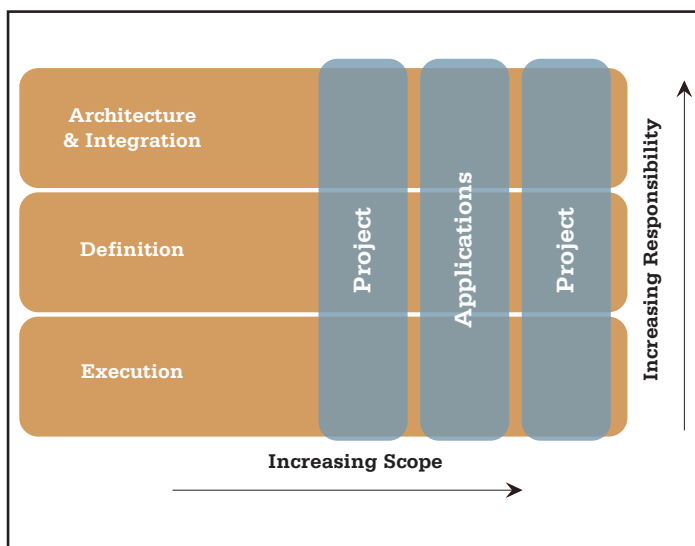 Architecture
& Integration
Definition
Execution
Project
Applications
Project
Increasing Responsibility
Increasing Scope